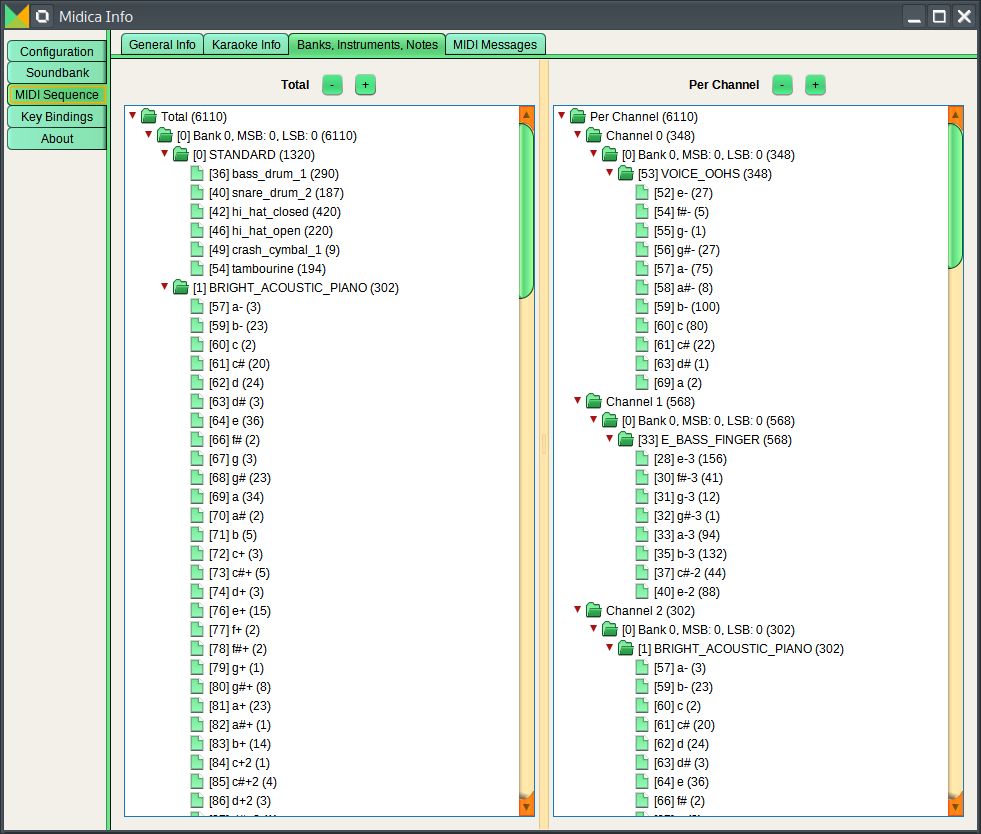 Midica Info
Configuration
Soundbank
MIDI Sequence
Key Bindings
About
General Info
Karaoke Info
Banks, Instruments, Notes
MIDI Messages
Total - +
Total (6110)
[0] Bank 0, MSB: 0, LSB: 0 (6110)
[0] STANDARD (1320)
[36] bass_drum_1 (290)
[40] snare_drum_2 (187)
[42] hi_hat_closed (420)
[46] hi_hat_open (220)
[49] crash_cymbal_1 (9)
[54] tambourine (194)
[1] BRIGHT_ACOUSTIC_PIANO (302)
[57] a- (3)
[59] b- (23)
[60] c (2)
[61] c# (20)
[62] d (24)
[63] d# (3)
[64] e (36)
[66] f# (2)
[67] g (3)
[68] g# (23)
[69] a (34)
[70] a# (2)
[71] b (5)
[72] c+ (3)
[73] c#+ (5)
[74] d+ (3)
[76] e+ (15)
[77] f+ (2)
[78] f#+ (2)
[79] g+ (1)
[80] g#+ (8)
[81] a+ (23)
[82] a#+ (1)
[83] b+ (14)
[84] c+2 (1)
[85] c#+2 (4)
[86] d+2 (3)
Per Channel - +
Per Channel (6110)
Channel 0 (348)
[0] Bank 0, MSB: 0, LSB: 0 (348)
[53] VOICE_OOHS (348)
[52] e- (27)
[54] f#- (5)
[55] g- (1)
[56] g#- (27)
[57] a- (75)
[58] a#- (8)
[59] b- (100)
[60] c (80)
[61] c# (22)
[63] d# (1)
[69] a (2)
Channel 1 (568)
[0] Bank 0, MSB: 0, LSB: 0 (568)
[33] E_BASS_FINGER (568)
[28] e-3 (156)
[30] f#-3 (41)
[31] g-3 (12)
[32] g#-3 (1)
[33] a-3 (94)
[35] b-3 (132)
[37] c#-2 (44)
[40] e-2 (88)
Channel 2 (302)
[0] Bank 0, MSB: 0, LSB: 0 (302)
[1] BRIGHT_ACOUSTIC_PIANO (302)
[57] a- (3)
[59] b- (23)
[60] c (2)
[61] c# (20)
[62] d (24)
[63] d# (3)
[64] e (36)
[66] f# (2)